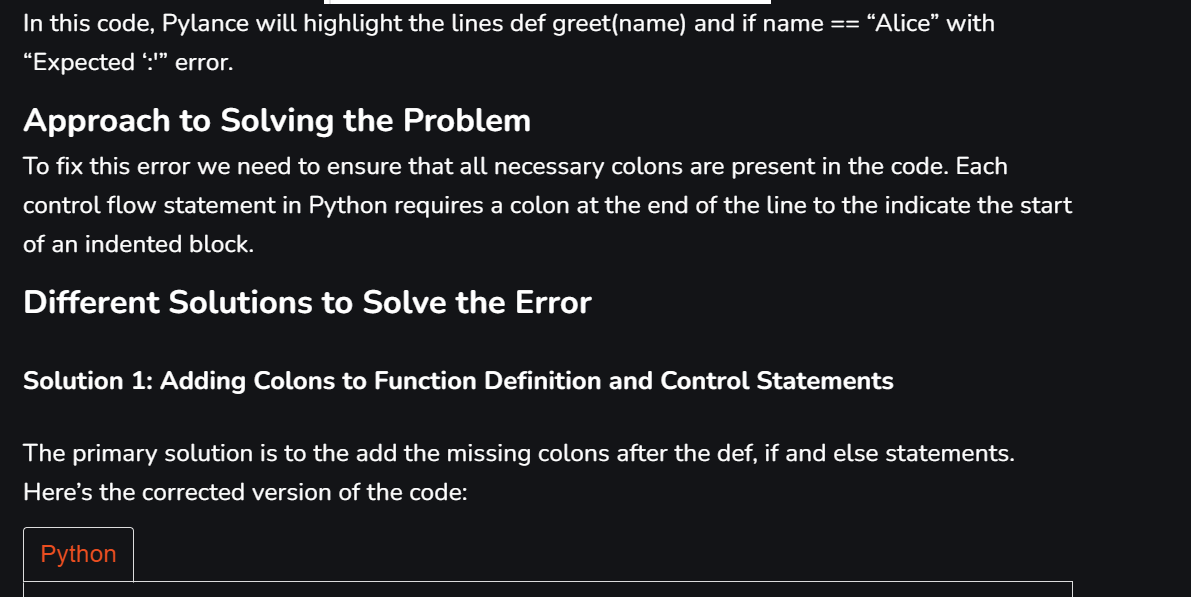 In this code, Pylance will highlight the lines def greet(name) and if name == “Alice” with
“Expected ‘:'” error.
Approach to Solving the Problem
To fix this error we need to ensure that all necessary colons are present in the code. Each
control flow statement in Python requires a colon at the end of the line to the indicate the start
of an indented block.
Different Solutions to Solve the Error
Solution 1: Adding Colons to Function Definition and Control Statements
The primary solution is to the add the missing colons after the def, if and else statements.
Here’s the corrected version of the code:
Python